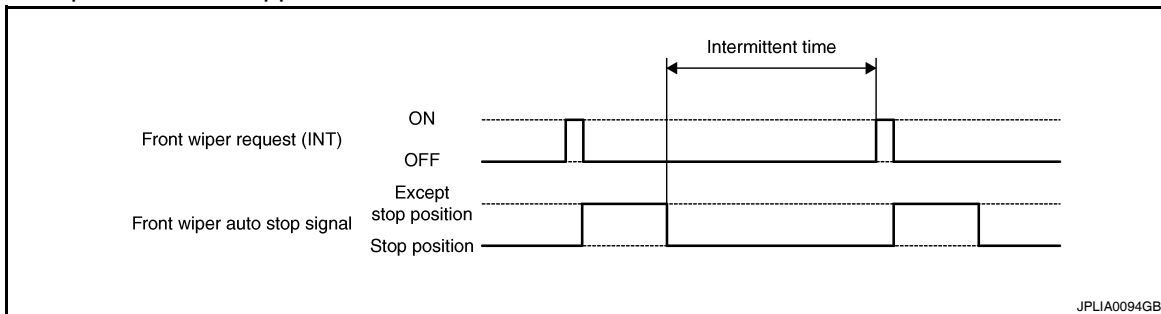 Intermittent time
Front wiper request (INT)
ON
OFF
Front wiper auto stop signal
Except
stop position
Stop position
JPLIA0094GB